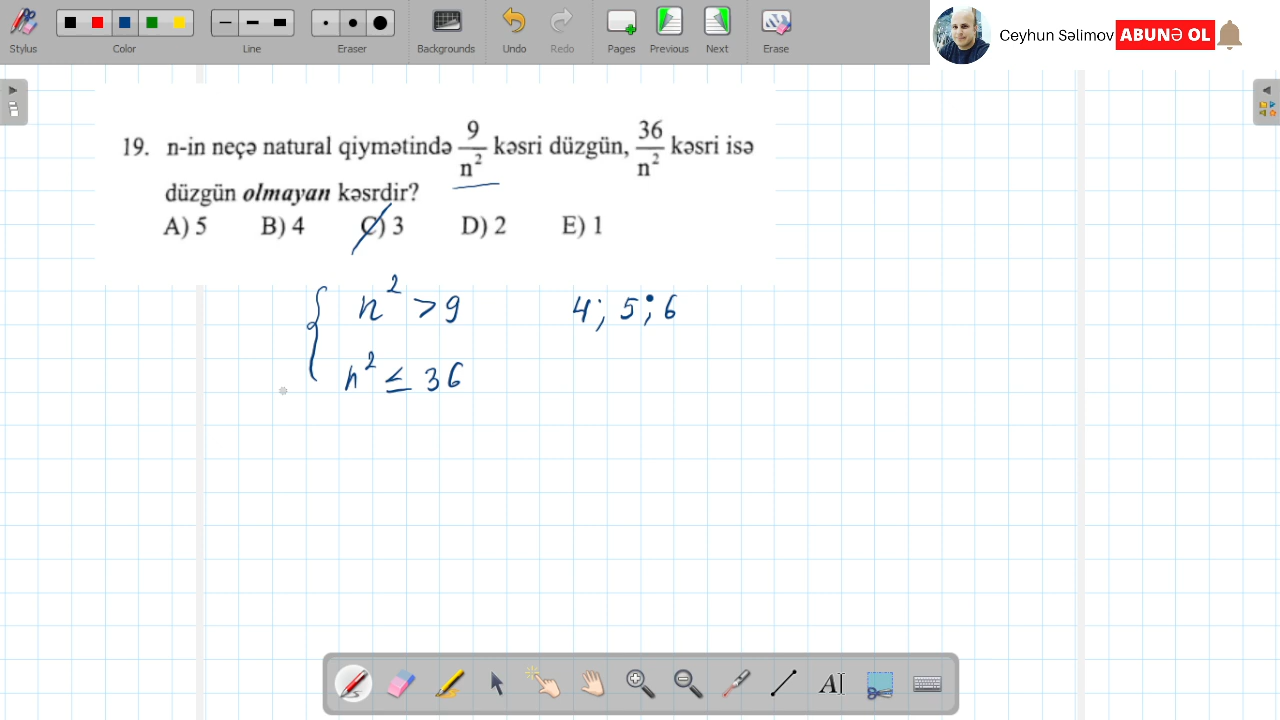 Stylus Color Line Eraser Backgrounds Undo Redo Pages Previous Next Erase
Ceyhun Səlimov ABUNƏ OL
19. n-in neçə natural qiymətində 9/n² kəsri düzgün, 36/n² kəsri isə
düzgün olmayan kəsrdir?
A) 5 B) 4 C) 3 D) 2 E) 1
n² > 9 4; 5; 6
n² ≤ 36